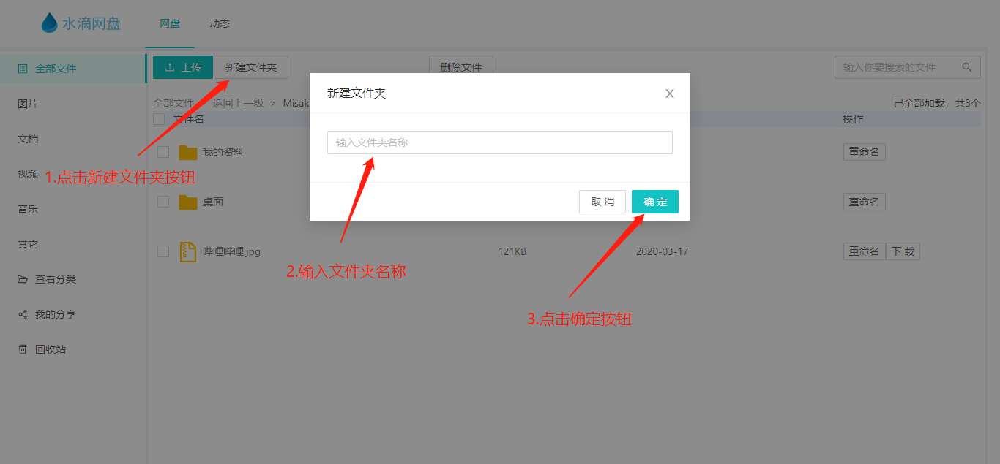 水滴网盘 网盘 动态
全部文件 上传 新建文件夹 删除文件 输入你要搜索的文件
新建文件夹
图片 全部文件 返回上一级 > Misak 已全部加载，共3个
文件名 操作
文档 输入文件夹名称
我的资料 重命名
视频 1.点击新建文件夹按钮
音乐 桌面 取 消 确 定 重命名
其它 哔哩哔哩.jpg 121KB 2020-03-17 重命名 下 载
2.输入文件夹名称
查看分类
我的分享 3.点击确定按钮
回收站